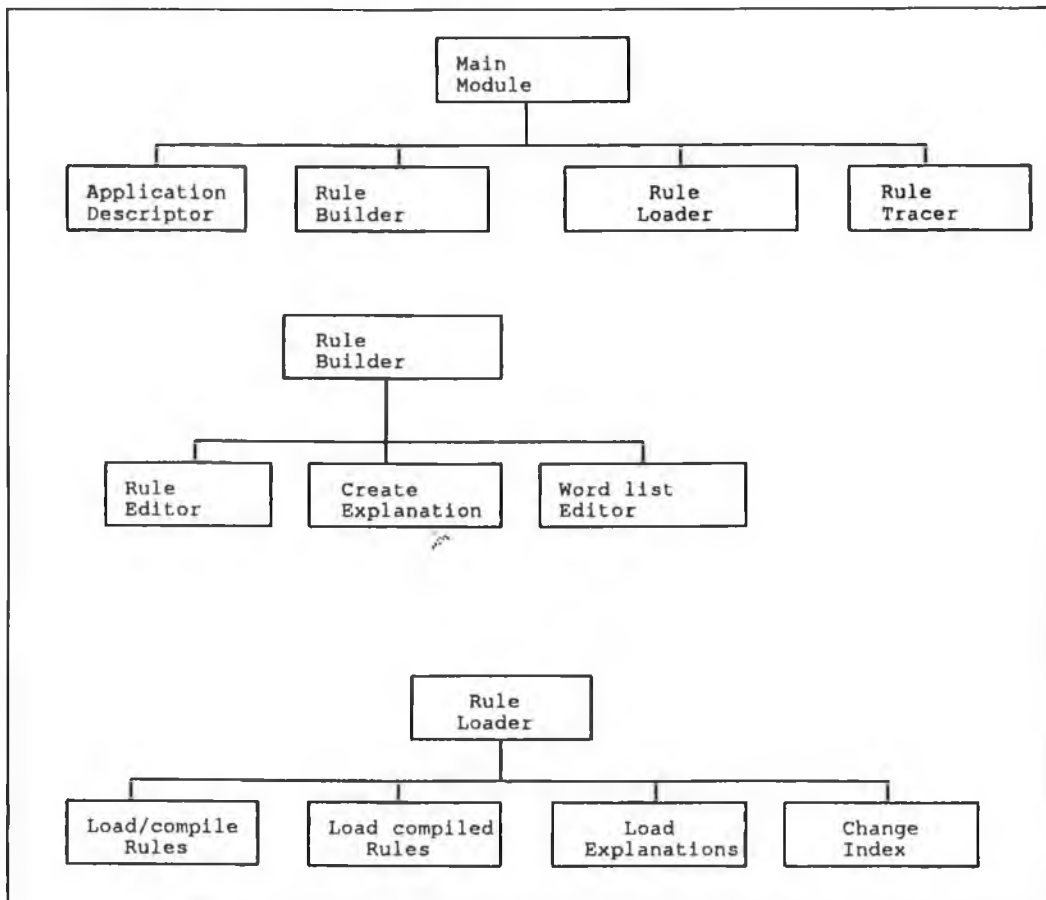 Main
Module
Application
Descriptor
Rule
Builder
Rule
Loader
Rule
Tracer
Rule
Builder
Rule
Editor
Create
Explanation
Word list
Editor
Rule
Loader
Load/compile
Rules
Load compiled
Rules
Load
Explanations
Change
Index